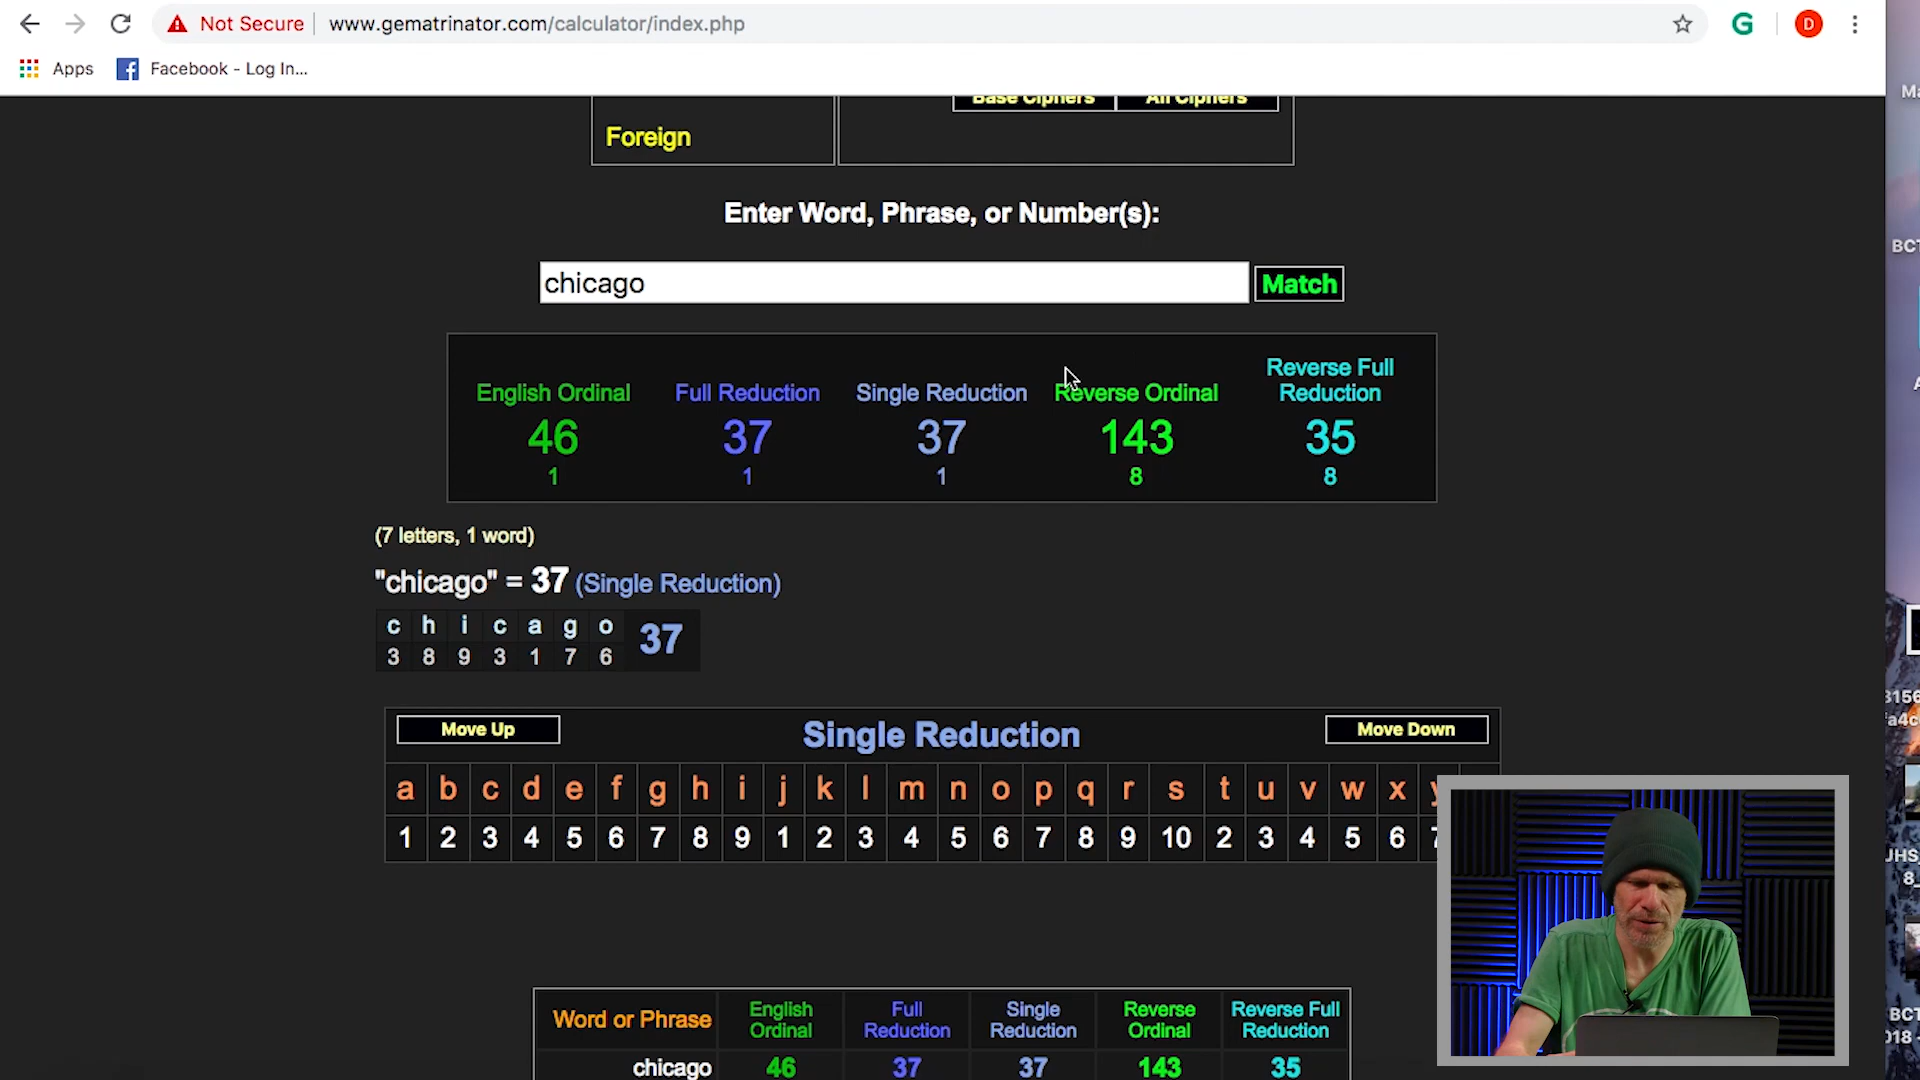 Not Secure www.gematrinator.com/calculator/index.php
G D
Apps Facebook - Log In...
Base Ciphers All Ciphers
Foreign
Enter Word, Phrase, or Number(s):
chicago Match
English Ordinal Full Reduction Single Reduction Reverse Ordinal Reverse Full Reduction
46 37 37 143 35
1 1 1 8 8
(7 letters, 1 word)
"chicago" = 37 (Single Reduction)
c h i c a g o 37
3 8 9 3 1 7 6
Move Up Single Reduction Move Down
a b c d e f g h i j k l m n o p q r s t u v w x y
1 2 3 4 5 6 7 8 9 1 2 3 4 5 6 7 8 9 10 2 3 4 5 6 7
Word or Phrase English Ordinal Full Reduction Single Reduction Reverse Ordinal Reverse Full Reduction
chicago 46 37 37 143 35